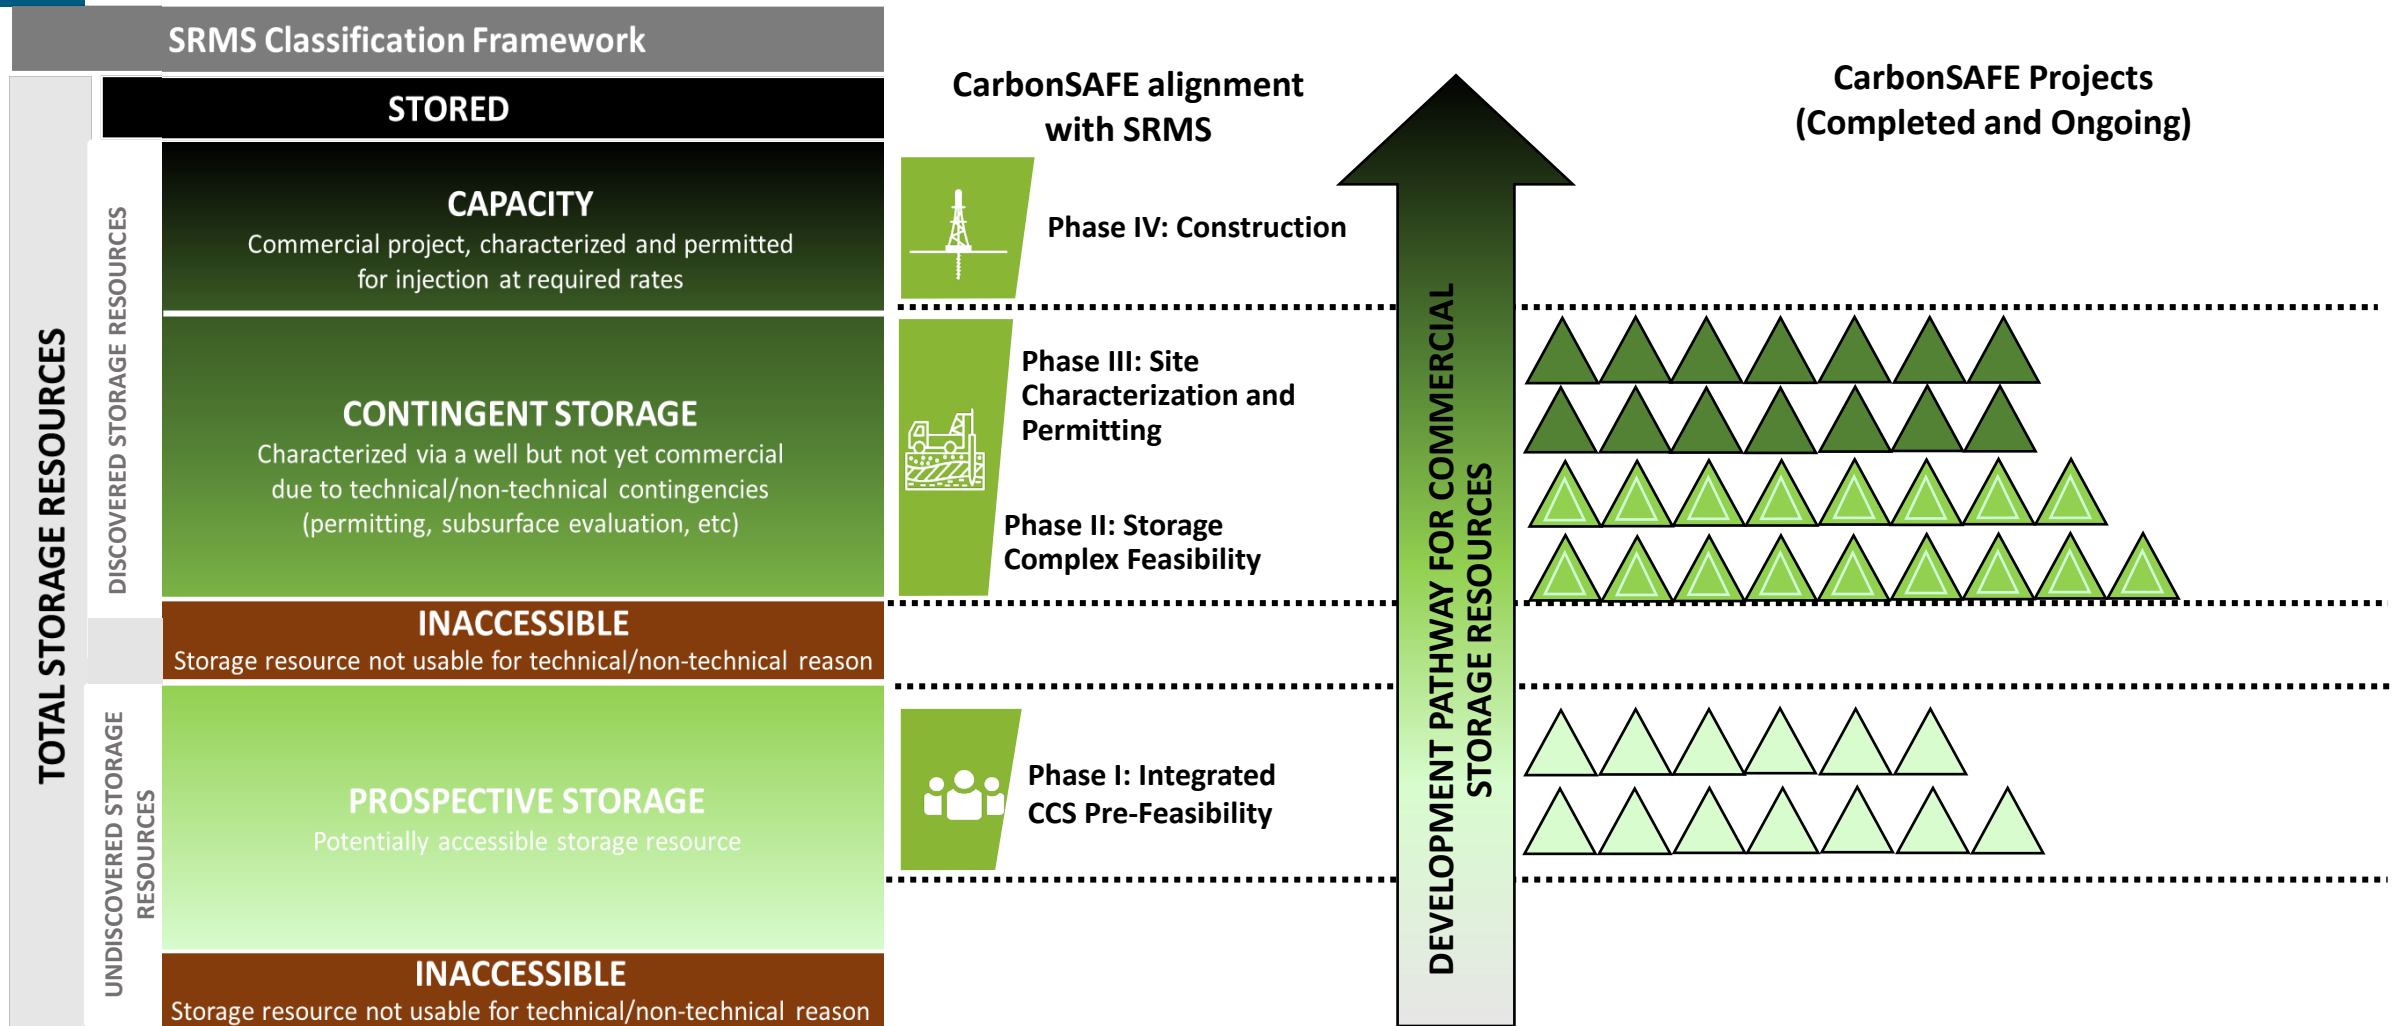 SRMS Classification Framework
TOTAL STORAGE RESOURCES
DISCOVERED STORAGE RESOURCES
UNDISCOVERED STORAGE
RESOURCES
STORED
CAPACITY
Commercial project, characterized and permitted
for injection at required rates
CONTINGENT STORAGE
Characterized via a well but not yet commercial
due to technical/non-technical contingencies
(permitting, subsurface evaluation, etc)
INACCESSIBLE
Storage resource not usable for technical/non-technical reason
PROSPECTIVE STORAGE
Potentially accessible storage resource
INACCESSIBLE
Storage resource not usable for technical/non-technical reason
CarbonSAFE alignment
with SRMS
Phase IV: Construction
Phase III: Site
Characterization and
Permitting
Phase II: Storage
Complex Feasibility
Phase I: Integrated
CCS Pre-Feasibility
DEVELOPMENT PATHWAY FOR COMMERCIAL
STORAGE RESOURCES
CarbonSAFE Projects
(Completed and Ongoing)